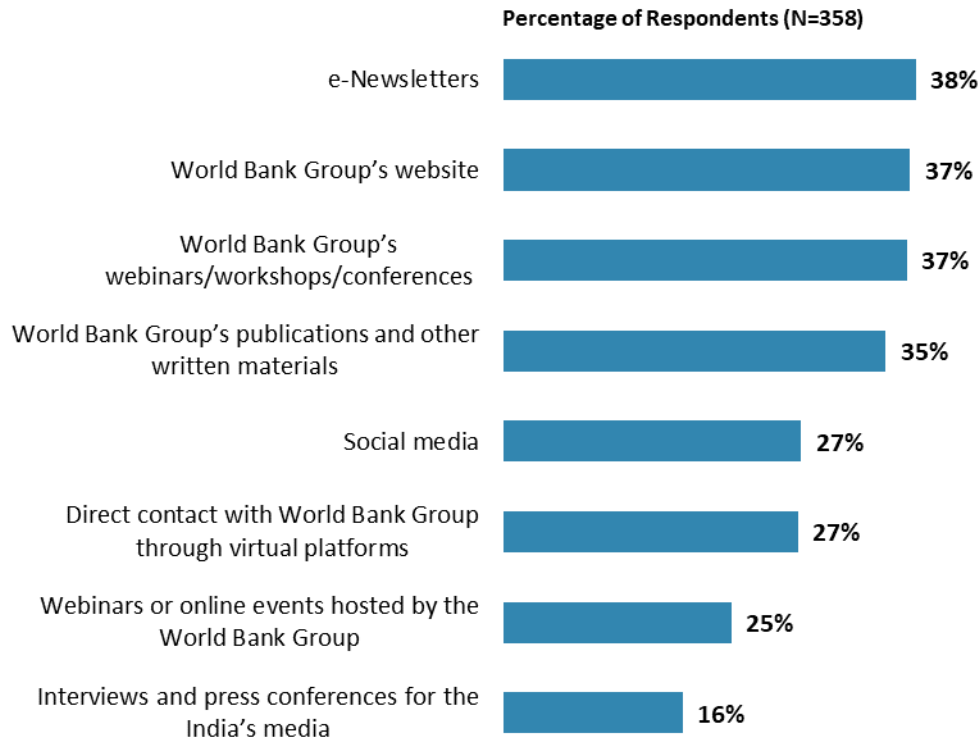 Percentage of Respondents (N=358)
e-Newsletters
38%
World Bank Group’s website
37%
World Bank Group’s
webinars/workshops/conferences
37%
World Bank Group’s publications and other
written materials
35%
Social media
27%
Direct contact with World Bank Group
through virtual platforms
27%
Webinars or online events hosted by the
World Bank Group
25%
Interviews and press conferences for the
India’s media
16%